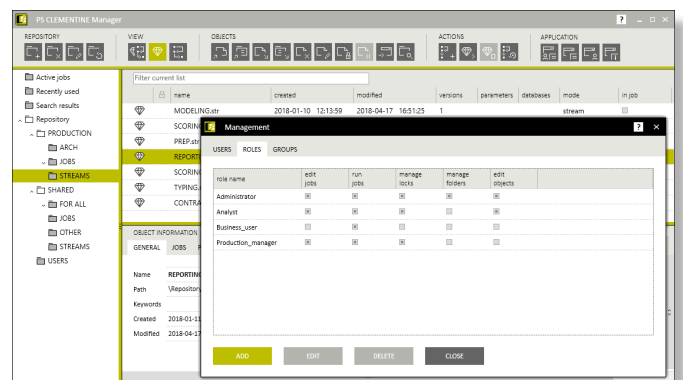 PS CLEMENTINE Manager
?
REPOSITORY VIEW OBJECTS ACTIONS APPLICATION
Active jobs
Recently used
Search results
Repository
PRODUCTION
ARCH
JOBS
STREAMS
SHARED
FOR ALL
JOBS
OTHER
STREAMS
USERS
Filter current list
name created modified versions parameters databases mode in job
MODELING.str 2018-01-10 12:13:59 2018-04-17 16:51:25 1 stream
SCORIN
PREP.str
REPORTI
SCORIN
TYPING.s
CONTRA
OBJECT INFORMATION
GENERAL JOBS P
Name REPORTING
Path \Repository
Keywords
Created 2018-01-11
Modified 2018-04-17
Management ?
USERS ROLES GROUPS
role name edit jobs run jobs manage locks manage folders edit objects
Administrator
Analyst
Business_user
Production_manager
ADD EDIT DELETE CLOSE